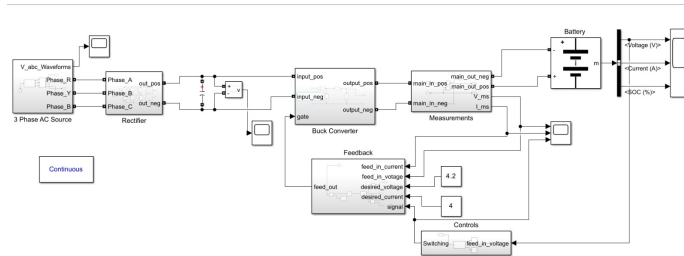 Battery
V_abc_Waveforms
Phase_R
Phase_Y
Phase_B
3 Phase AC Source
Phase_A
Phase_B
Phase_C
out_pos
out_neg
Rectifier
+
-
v
input_pos
input_neg
gate
output_pos
output_neg
Buck Converter
main_in_pos
main_in_neg
main_out_neg
main_out_pos
V_ms
I_ms
Measurements
-
+
+
m
<Voltage (V)>
<Current (A)>
<SOC (%)>
Continuous
Feedback
feed_out
feed_in_current
feed_in_votage
desired_voltage
desired_current
signal
4.2
4
Controls
Switching
feed_in_voltage